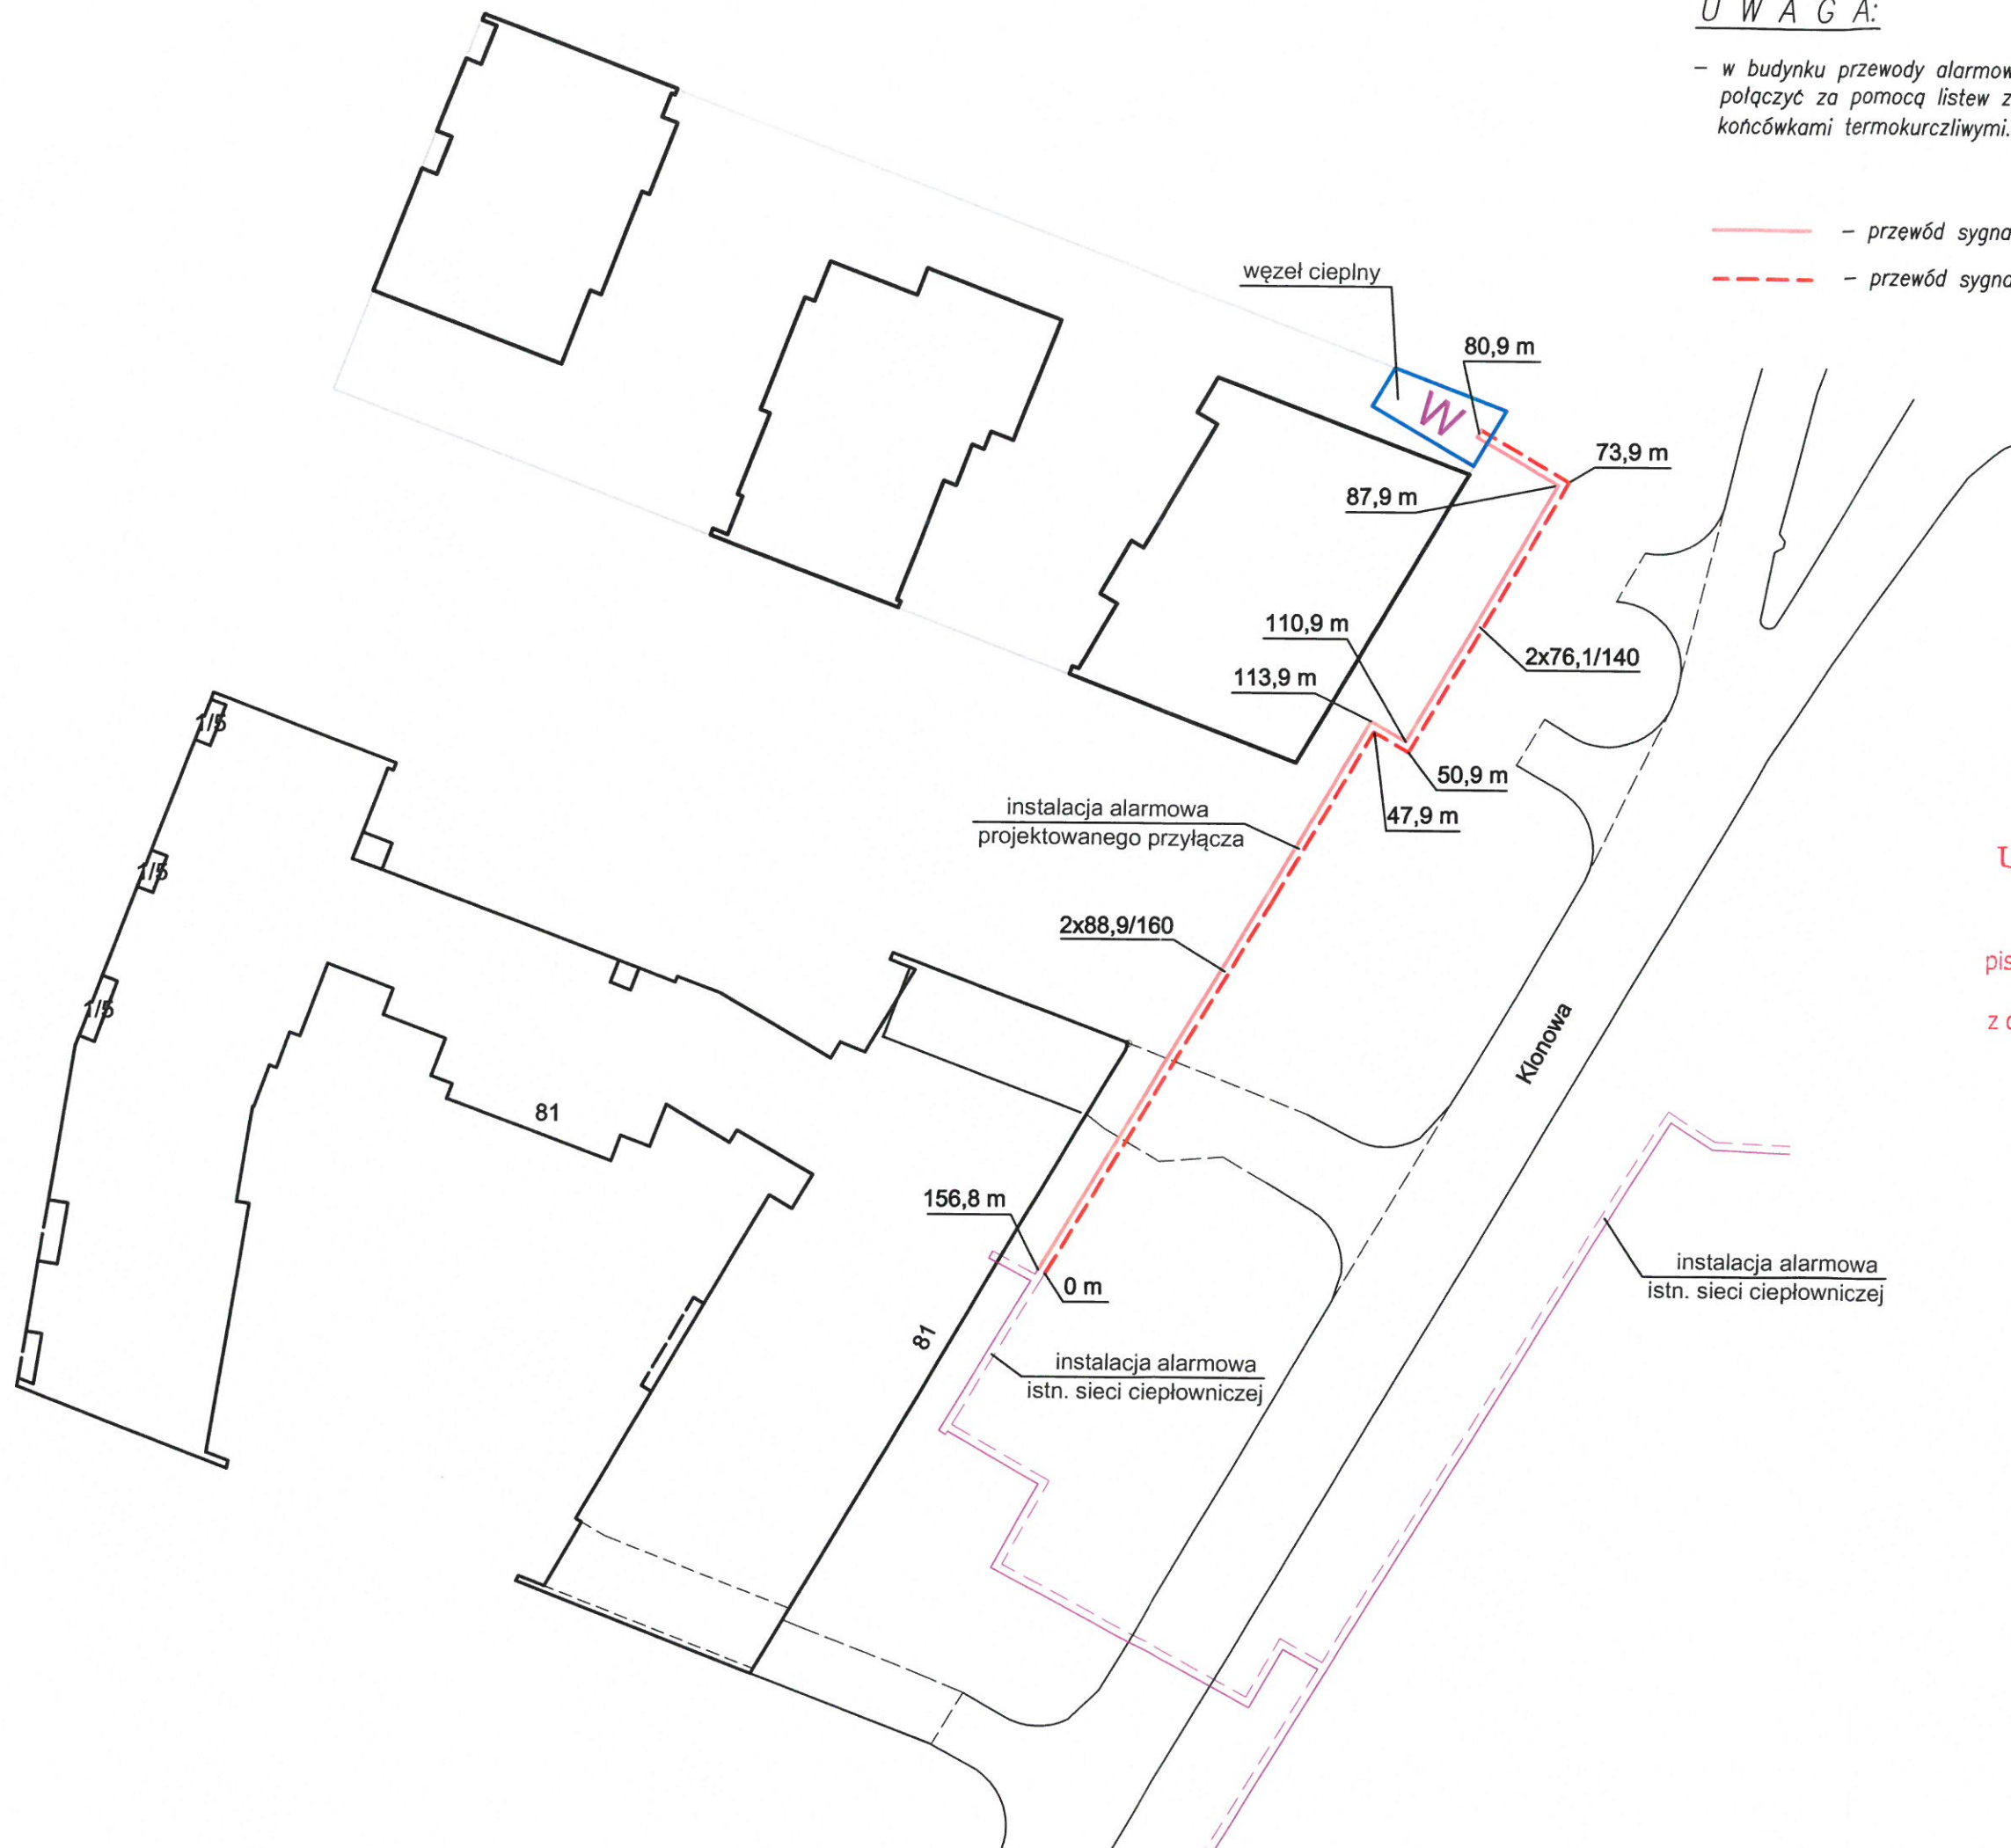 U W A G A:
– w budynku przewody
połączyć za pomocą listew
końcówkami termokurczliwymi.
– przewód
– przewód
węzeł cieplny
80,9 m
73,9 m
87,9 m
110,9 m
2x76,1/140
113,9 m
50,9 m
47,9 m
instalacja alarmowa
projektowanego przyłącza
2x88,9/160
1/5
1/5
1/5
81
Klonowa
156,8 m
0 m
81
instalacja alarmowa
istn. sieci ciepłowniczej
instalacja alarmowa
istn. sieci ciepłowniczej
W